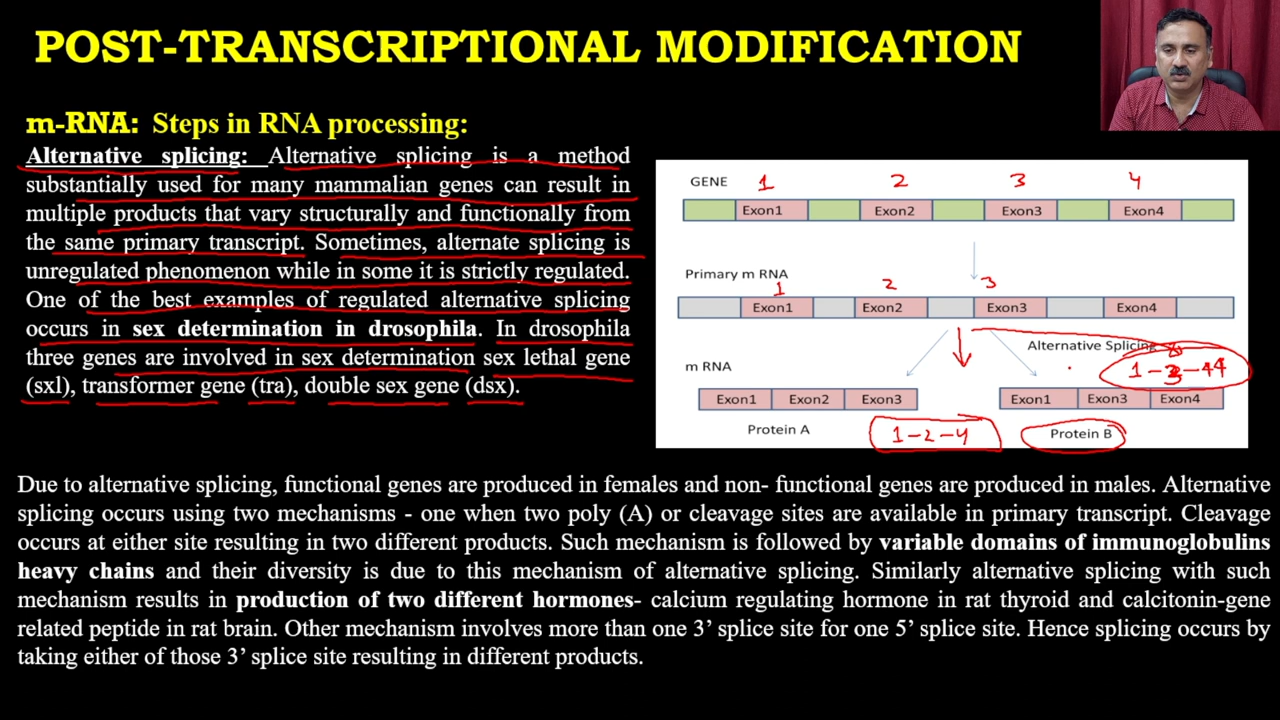 POST-TRANSCRIPTIONAL MODIFICATION
m-RNA: Steps in RNA processing:
Alternative splicing: Alternative splicing is a method
substantially used for many mammalian genes can result in
multiple products that vary structurally and functionally from
the same primary transcript. Sometimes, alternate splicing is
unregulated phenomenon while in some it is strictly regulated.
One of the best examples of regulated alternative splicing
occurs in sex determination in drosophila. In drosophila
three genes are involved in sex determination sex lethal gene
(sxl), transformer gene (tra), double sex gene (dsx).
1 2 3 4
GENE
Exon1 Exon2 Exon3 Exon4
Primary m RNA
1 2 3
Exon1 Exon2 Exon3 Exon4
Alternative Splicing
m RNA
1-3-44
Exon1 Exon2 Exon3
Exon1 Exon3 Exon4
Protein A
1-2-4
Protein B
Due to alternative splicing, functional genes are produced in females and non- functional genes are produced in males. Alternative
splicing occurs using two mechanisms - one when two poly (A) or cleavage sites are available in primary transcript. Cleavage
occurs at either site resulting in two different products. Such mechanism is followed by variable domains of immunoglobulins
heavy chains and their diversity is due to this mechanism of alternative splicing. Similarly alternative splicing with such
mechanism results in production of two different hormones- calcium regulating hormone in rat thyroid and calcitonin-gene
related peptide in rat brain. Other mechanism involves more than one 3’ splice site for one 5’ splice site. Hence splicing occurs by
taking either of those 3’ splice site resulting in different products.